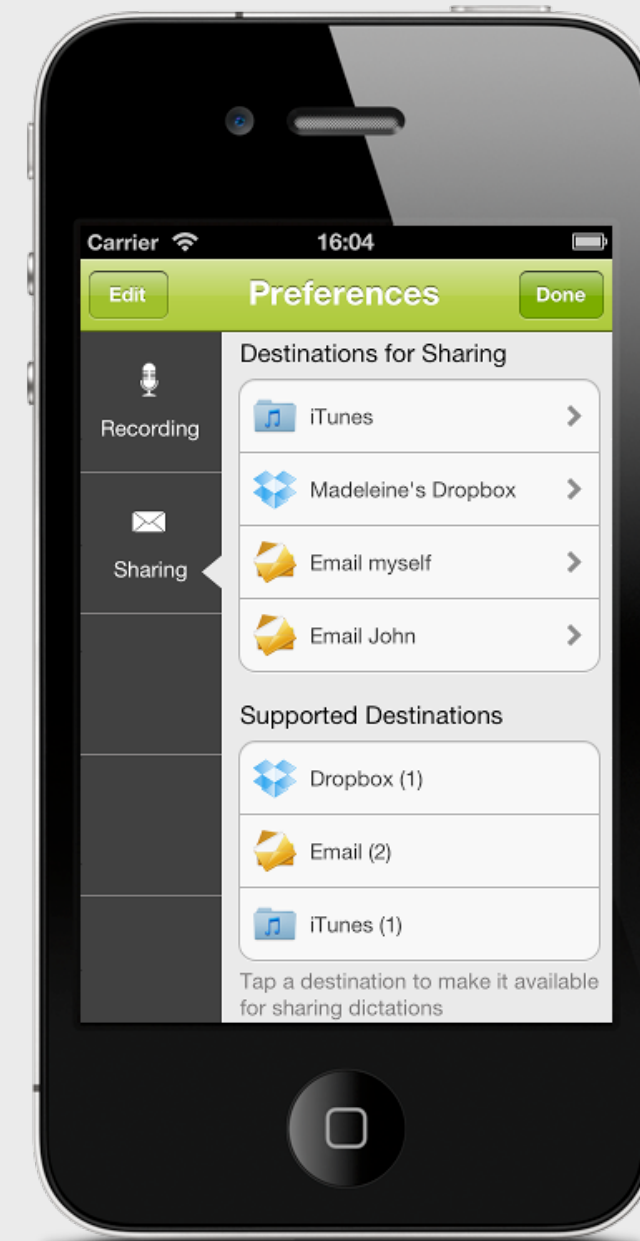 Carrier 16:04
Edit Preferences Done
Recording
Sharing
Destinations for Sharing
iTunes
Madeleine's Dropbox
Email myself
Email John
Supported Destinations
Dropbox (1)
Email (2)
iTunes (1)
Tap a destination to make it available
for sharing dictations